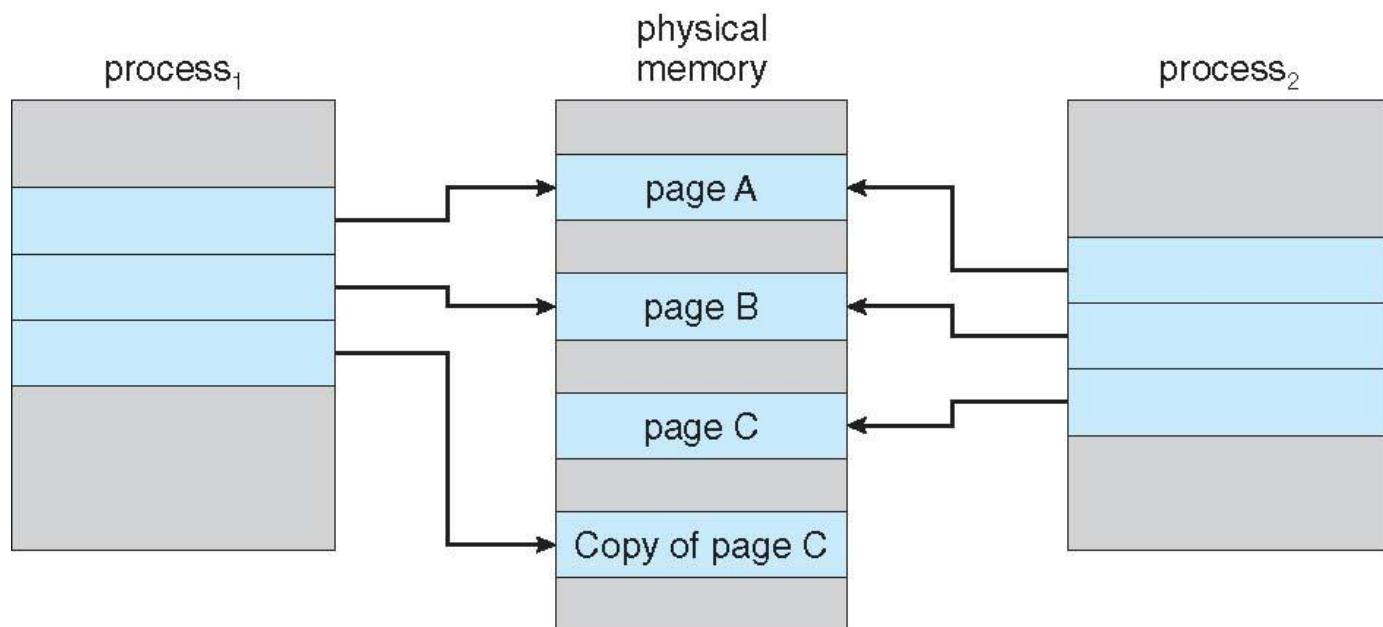 process₁
physical
memory
process₂
page A
page B
page C
Copy of page C